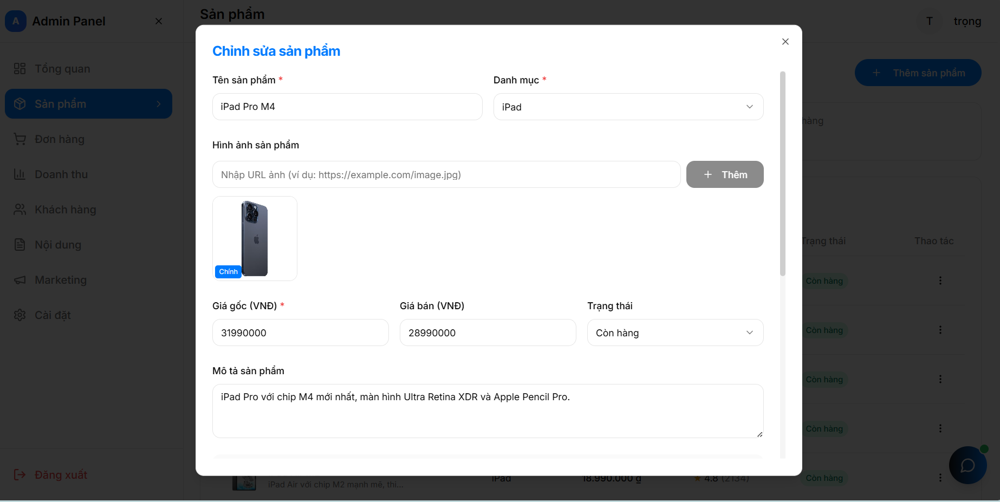 A Admin Panel
Sản phẩm
T trọng
Tổng quan
Sản phẩm
Đơn hàng
Doanh thu
Khách hàng
Nội dung
Marketing
Cài đặt
Đăng xuất
Thêm sản phẩm
hàng
Trạng thái
Thao tác
Còn hàng
Còn hàng
Còn hàng
Còn hàng
Chỉnh sửa sản phẩm
Tên sản phẩm *
Danh mục *
iPad Pro M4
iPad
Hình ảnh sản phẩm
Nhập URL ảnh (ví dụ: https://example.com/image.jpg)
Thêm
Chính
Giá gốc (VNĐ) *
Giá bán (VNĐ)
Trạng thái
31990000
28990000
Còn hàng
Mô tả sản phẩm
iPad Pro với chip M4 mới nhất, màn hình Ultra Retina XDR và Apple Pencil Pro.
iPad Air với chip M2 mạnh mẽ, thi...
iPad
18.990.000 ₫
4.8 (2134)
Còn hàng